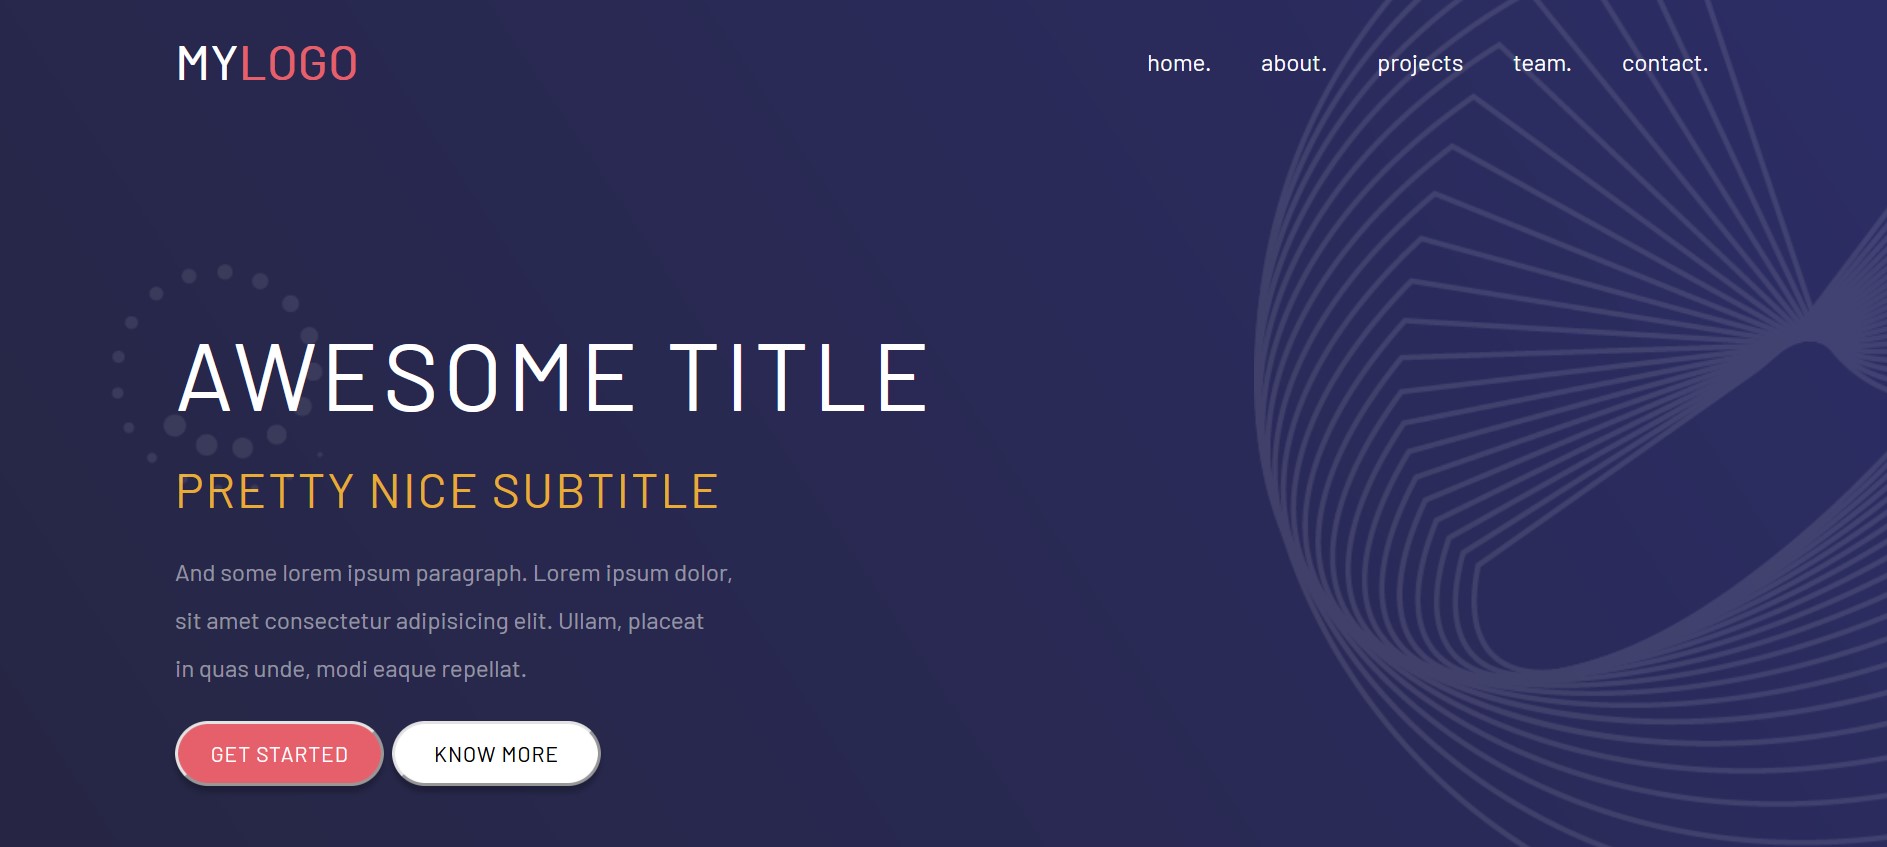 MYLOGO
home. about. projects team. contact.
AWESOME TITLE
PRETTY NICE SUBTITLE
And some lorem ipsum paragraph. Lorem ipsum dolor,
sit amet consectetur adipisicing elit. Ullam, placeat
in quas unde, modi eaque repellat.
GET STARTED KNOW MORE